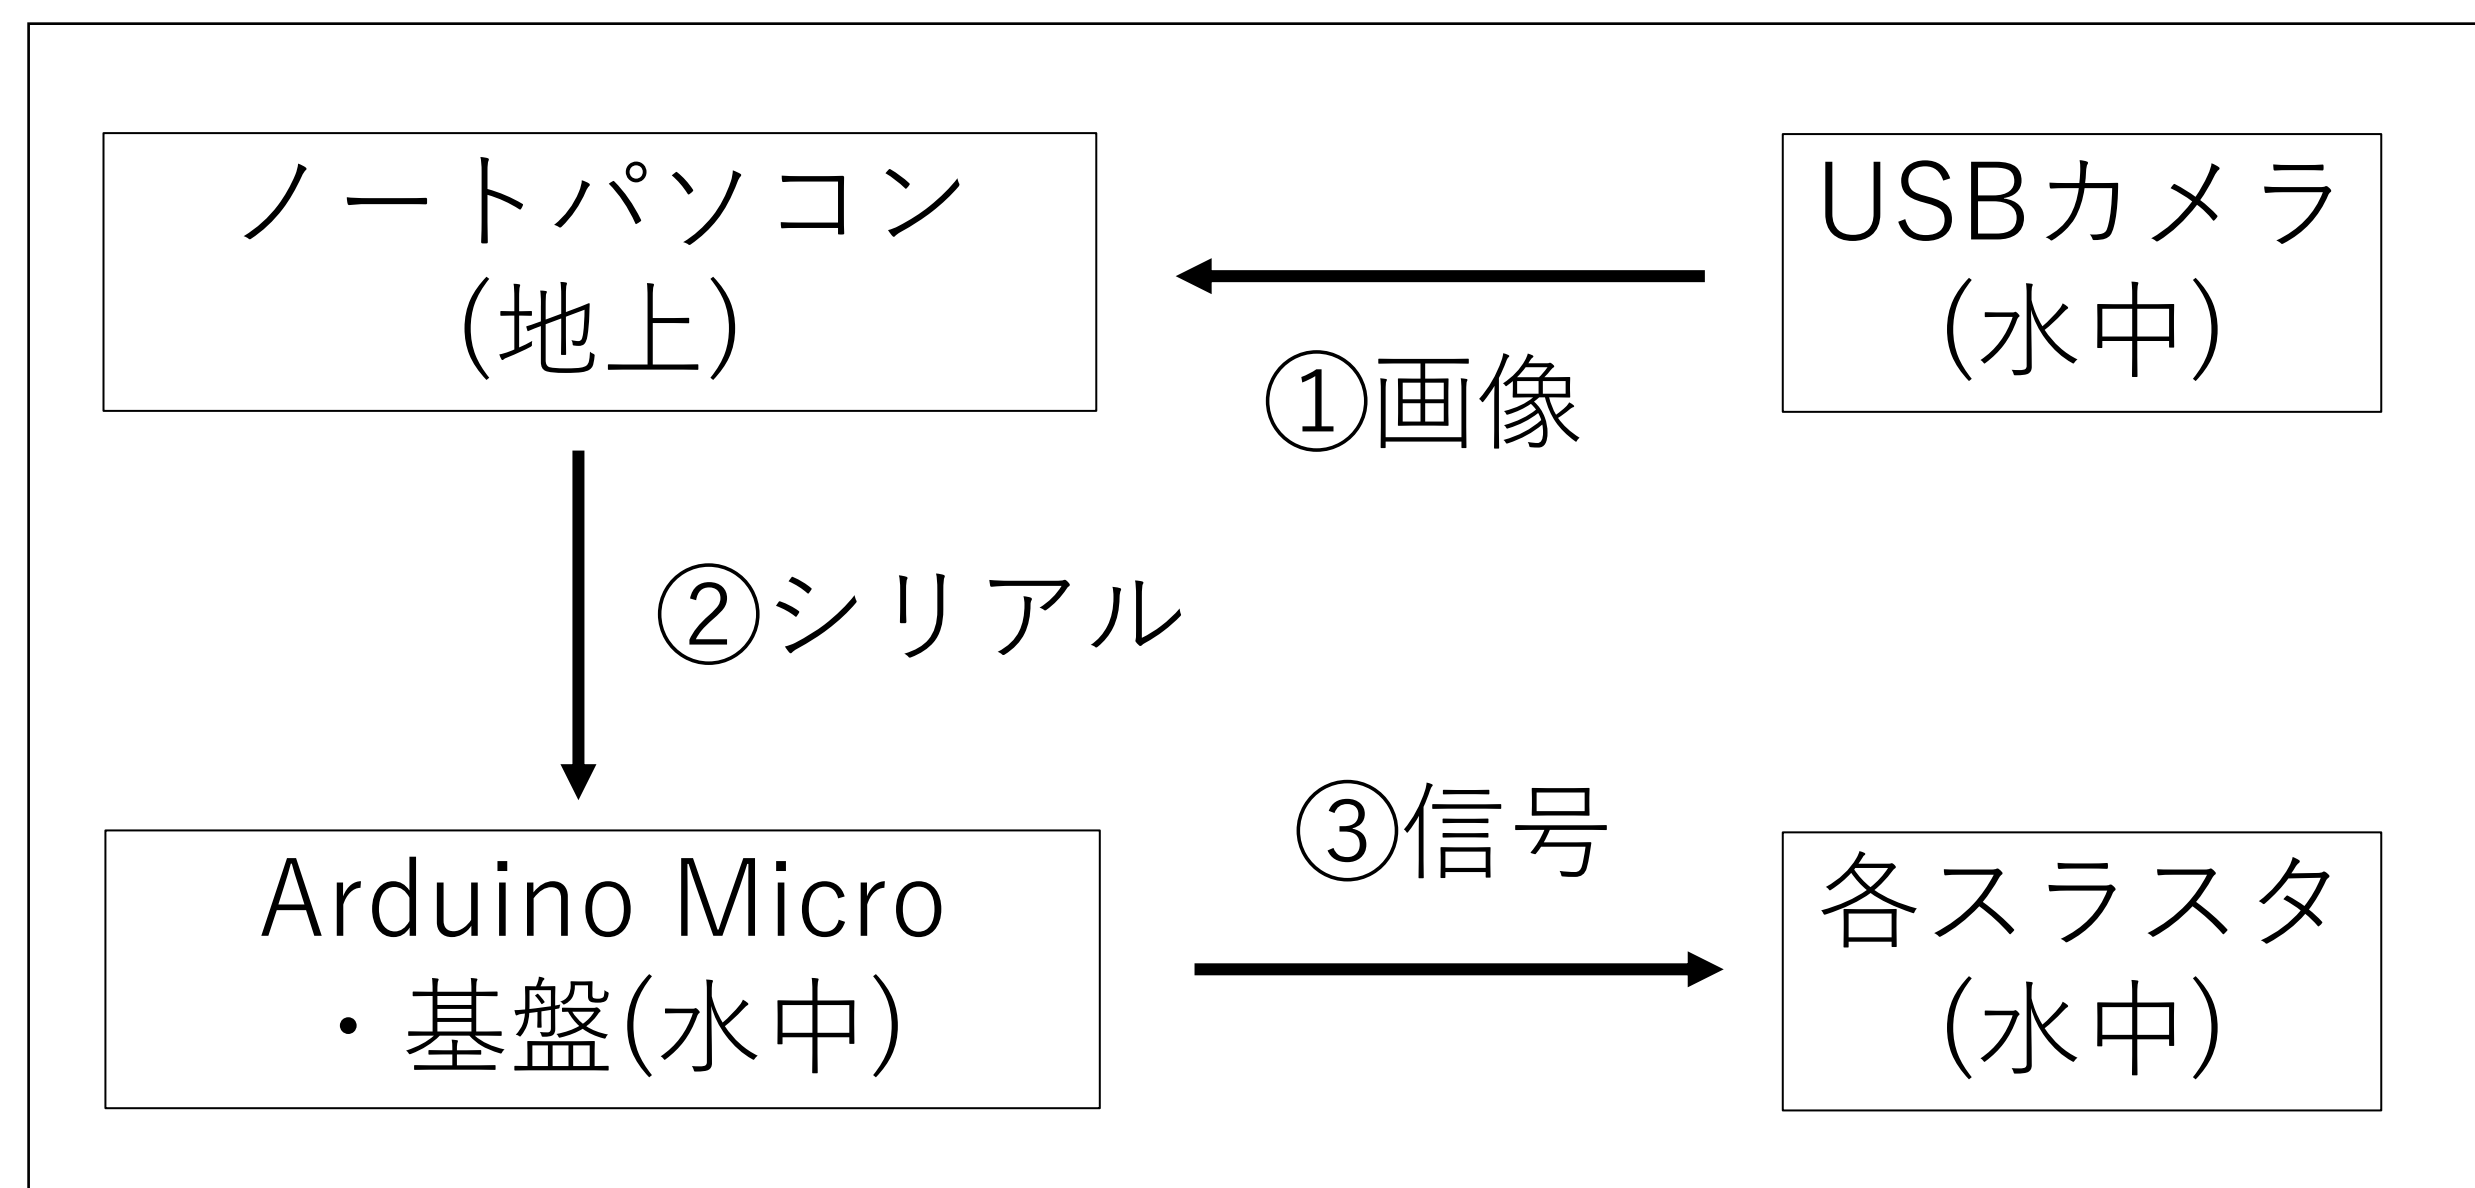 ノートパソコン
(地上)
USBカメラ
(水中)
①画像
②シリアル
Arduino Micro
・基盤(水中)
③信号
各スラスタ
(水中)